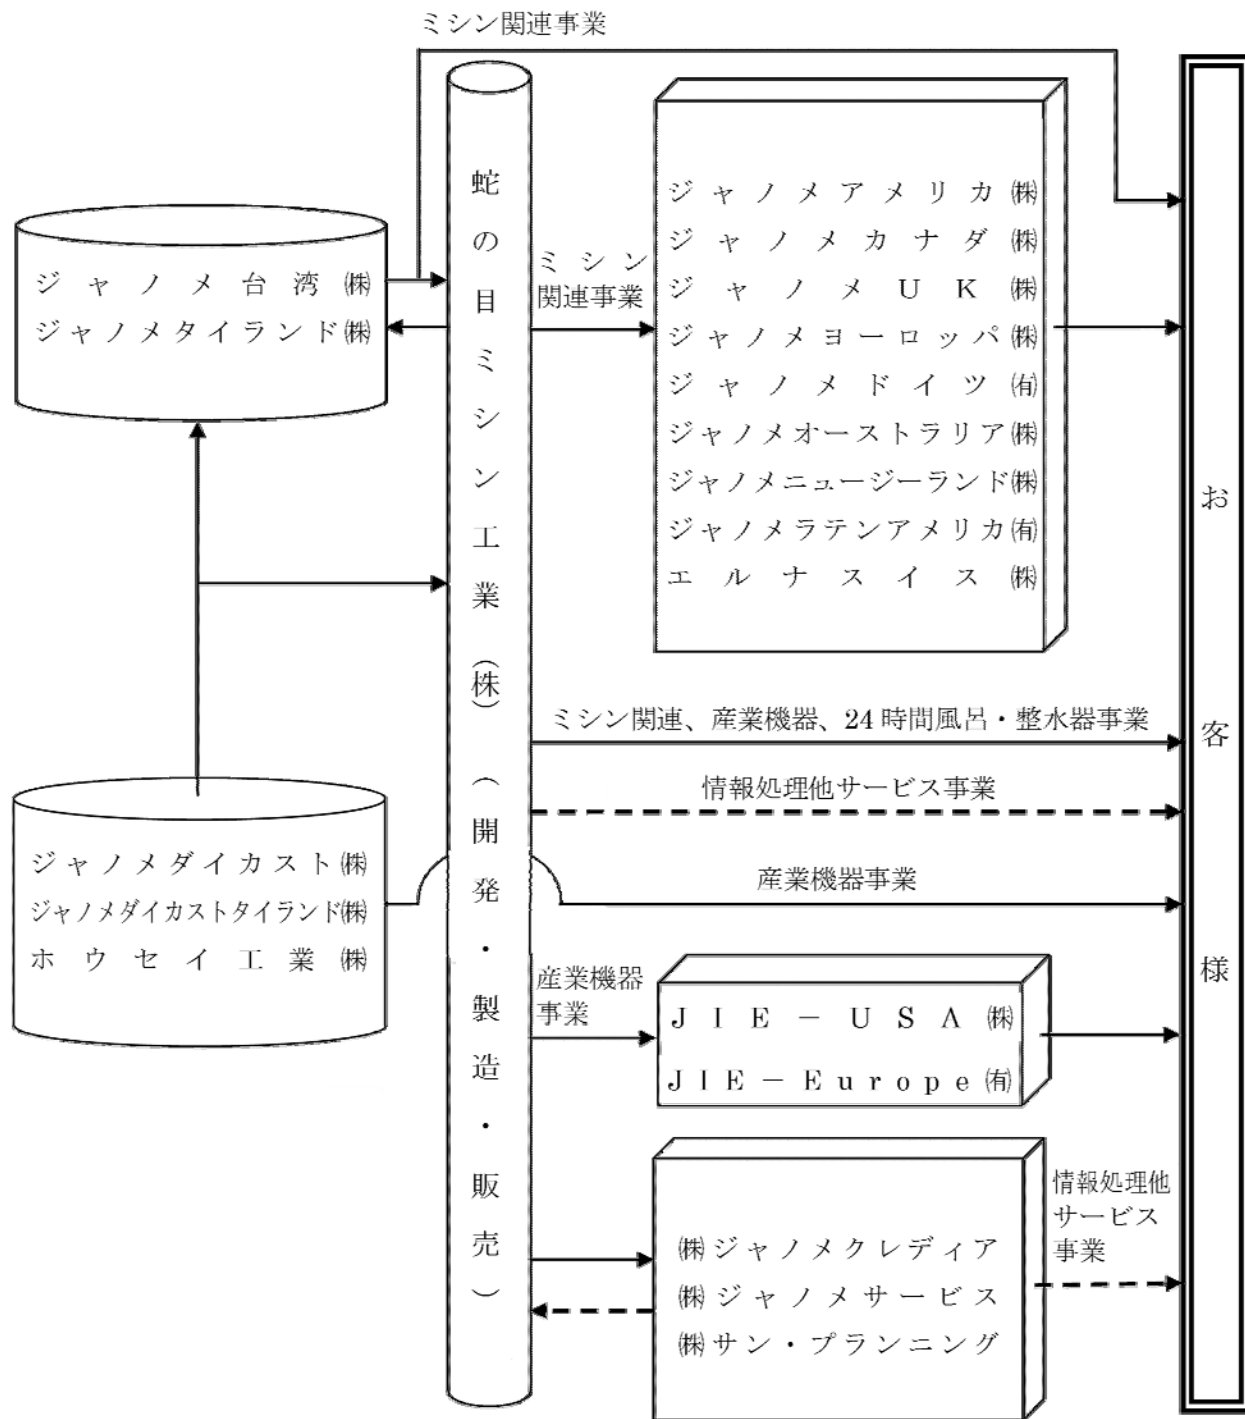 ミシン関連事業
ジャノメ台湾㈱
ジャノメタイランド㈱
蛇の目ミシン工業(株)(開発・製造・販売)
ミシン
関連事業
ジャノメアメリカ㈱
ジャノメカナダ㈱
ジャノメUK㈱
ジャノメヨーロッパ㈱
ジャノメドイツ㈲
ジャノメオーストラリア㈱
ジャノメニュージーランド㈱
ジャノメラテンアメリカ㈲
エルナスイス㈱
お客様
ミシン関連、産業機器、24時間風呂・整水器事業
情報処理他サービス事業
ジャノメダイカスト㈱
ジャノメダイカストタイランド㈱
ホウセイ工業㈱
産業機器事業
産業機器
事業
JIE-USA㈱
JIE-Europe㈲
㈱ジャノメクレディア
㈱ジャノメサービス
㈱サン・プランニング
情報処理他
サービス
事業